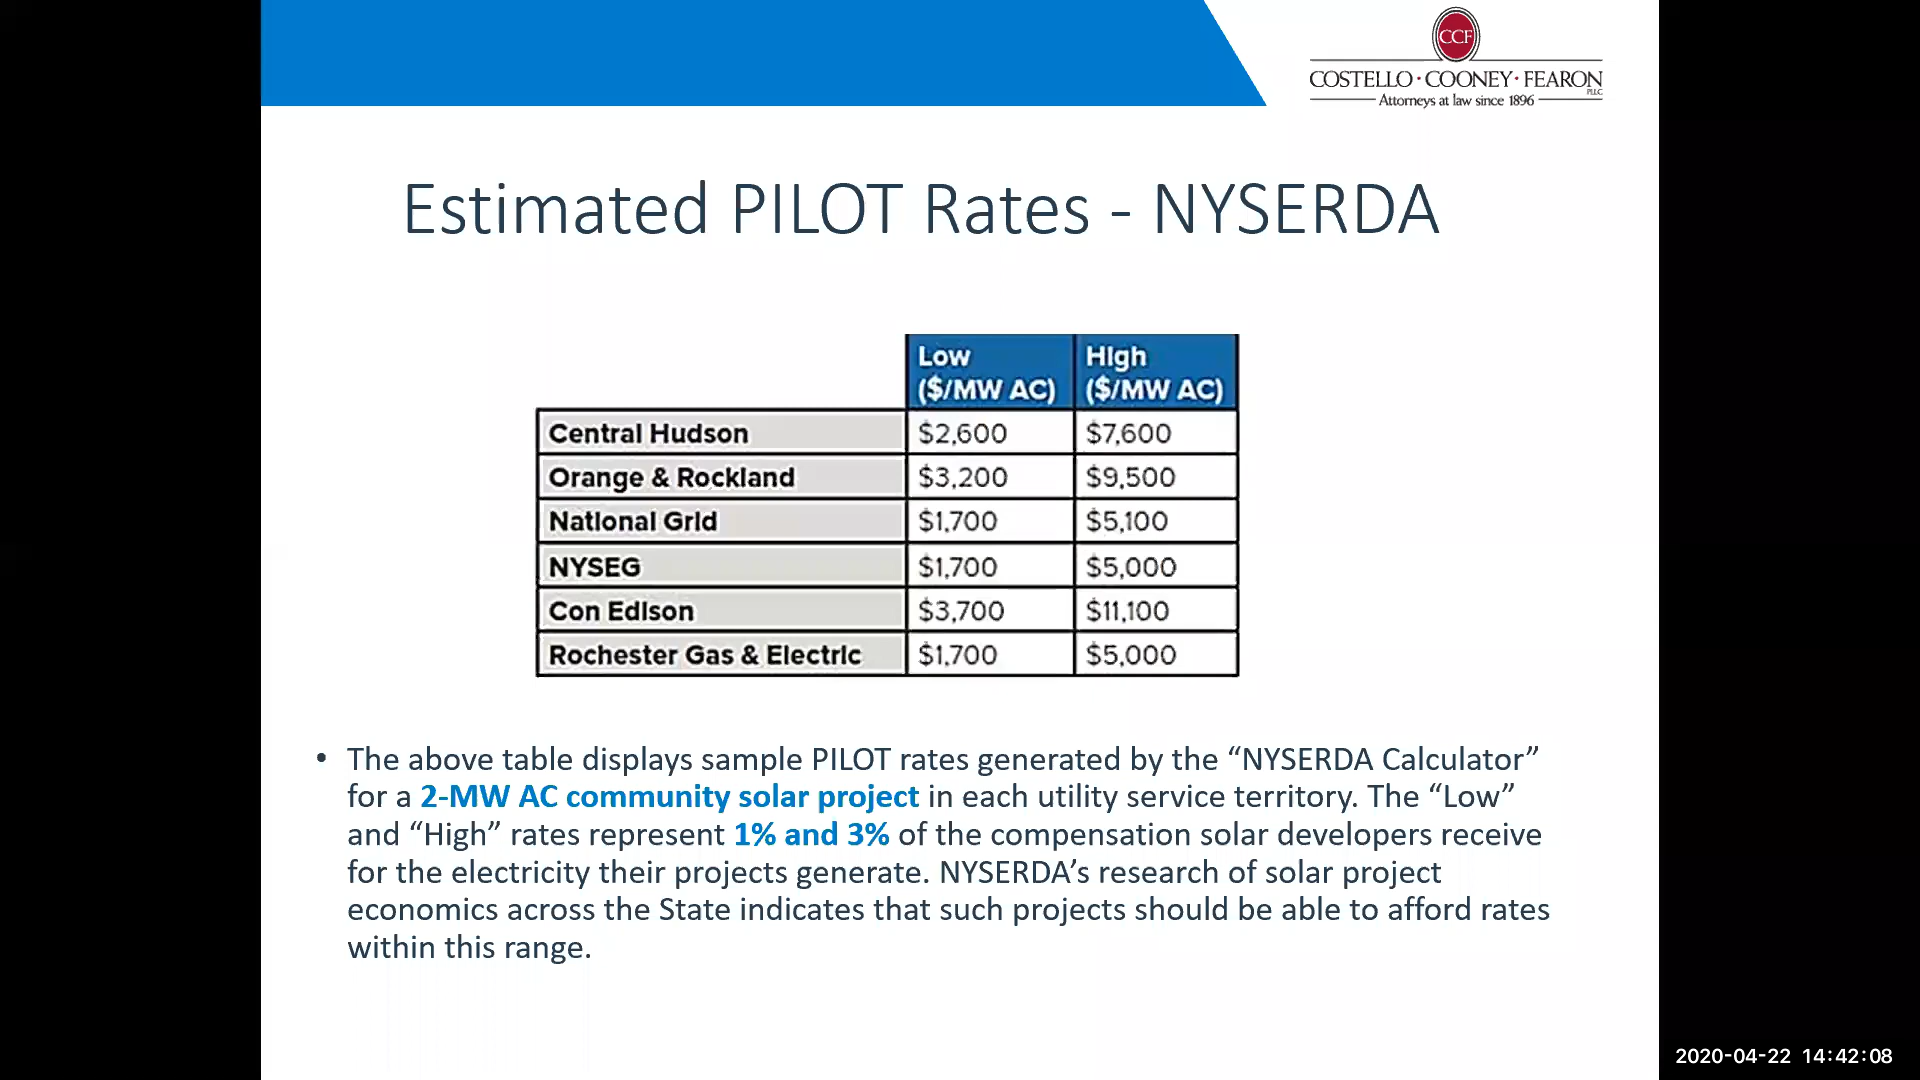 CCF
COSTELLO · COONEY · FEARON
PLLC
Attorneys at law since 1896
Estimated PILOT Rates - NYSERDA
Low High
($/MW AC) ($/MW AC)
Central Hudson $2,600 $7,600
Orange & Rockland $3,200 $9,500
National Grid $1,700 $5,100
NYSEG $1,700 $5,000
Con Edison $3,700 $11,100
Rochester Gas & Electric $1,700 $5,000
• The above table displays sample PILOT rates generated by the “NYSERDA Calculator”
for a 2-MW AC community solar project in each utility service territory. The “Low”
and “High” rates represent 1% and 3% of the compensation solar developers receive
for the electricity their projects generate. NYSERDA’s research of solar project
economics across the State indicates that such projects should be able to afford rates
within this range.
2020-04-22 14:42:08